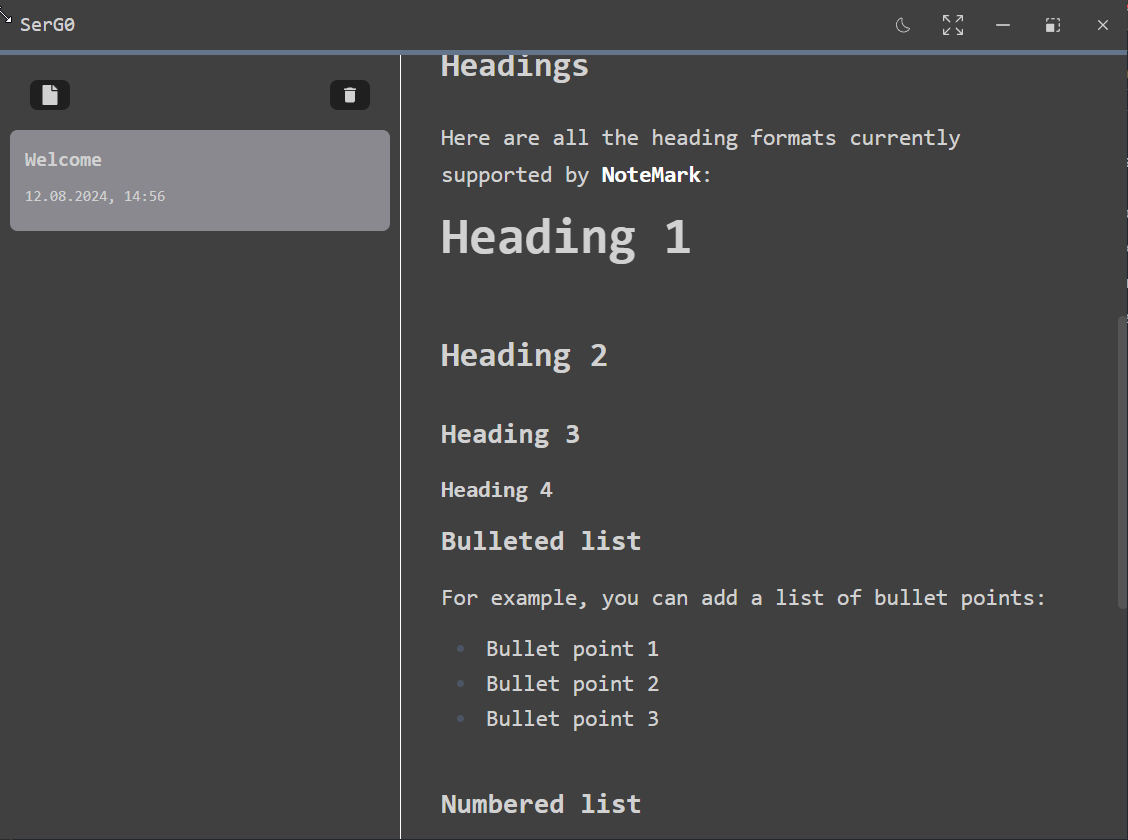 SerG0
Welcome
12.08.2024, 14:56
Headings
Here are all the heading formats currently
supported by NoteMark:
Heading 1
Heading 2
Heading 3
Heading 4
Bulleted list
For example, you can add a list of bullet points:
Bullet point 1
Bullet point 2
Bullet point 3
Numbered list